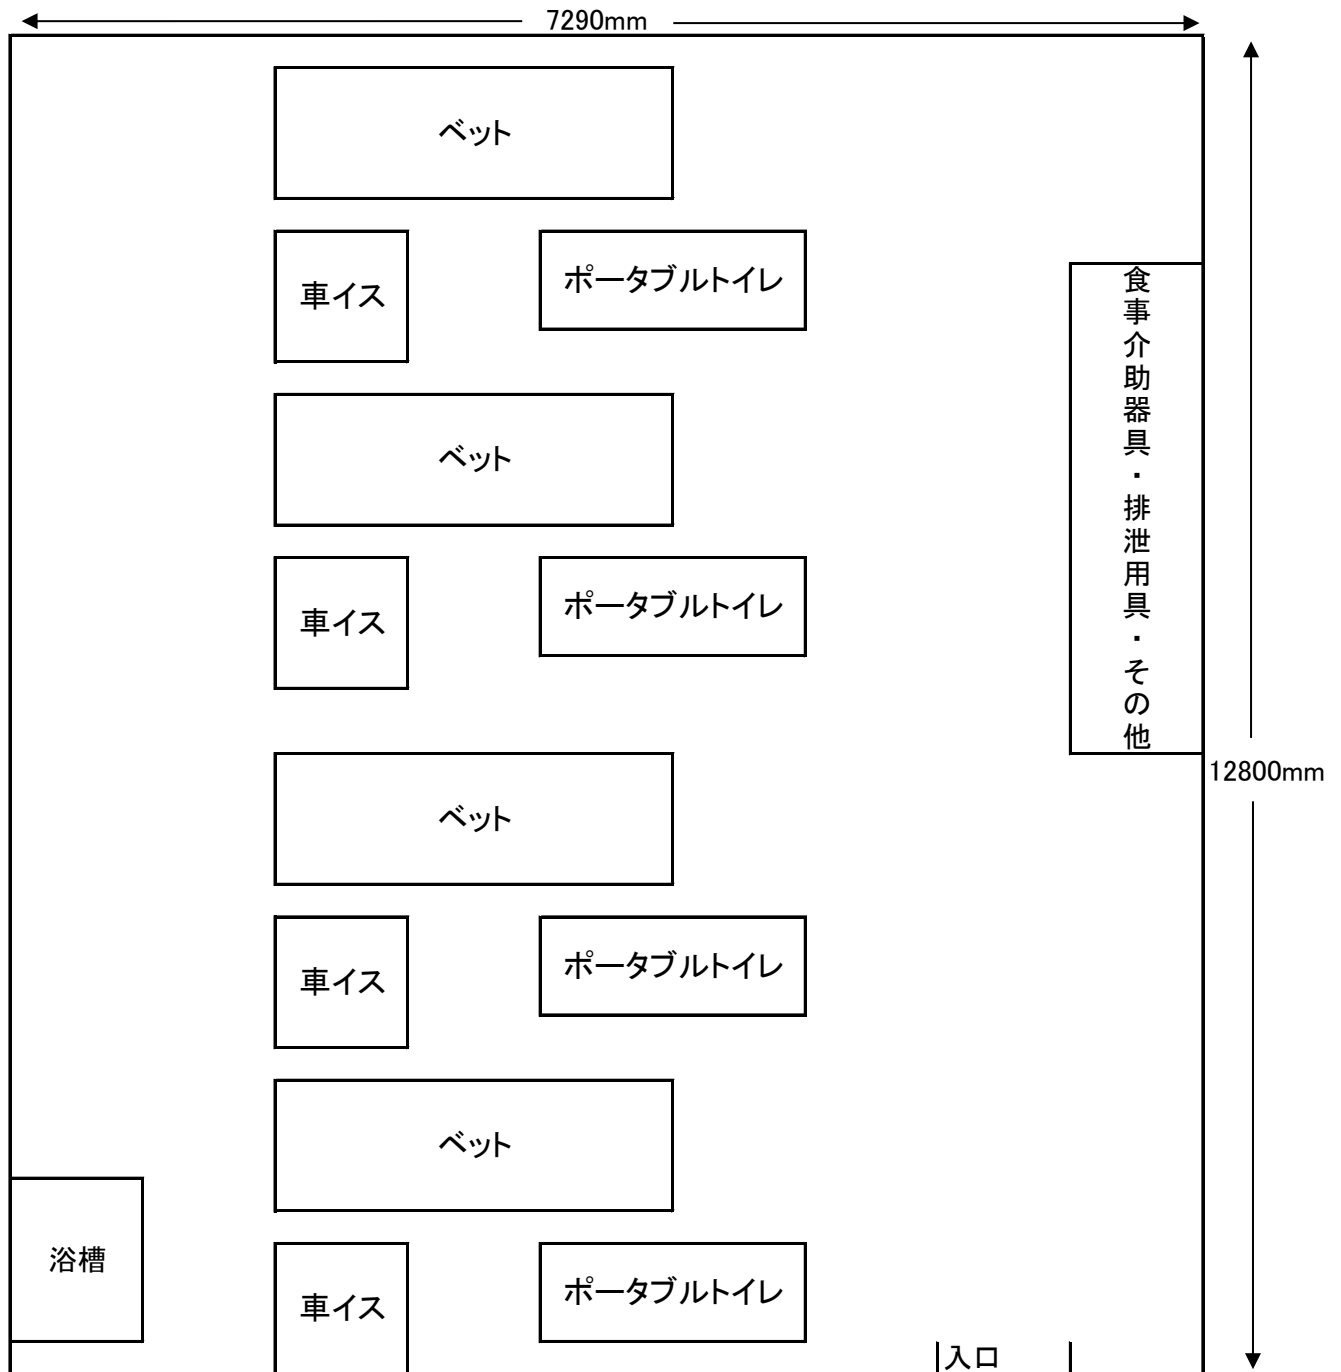 7290mm
ベット
車イス
ポータブルトイレ
食事介助器具・排泄用具・その他
ベット
車イス
ポータブルトイレ
ベット
12800mm
車イス
ポータブルトイレ
ベット
浴槽
車イス
ポータブルトイレ
入口